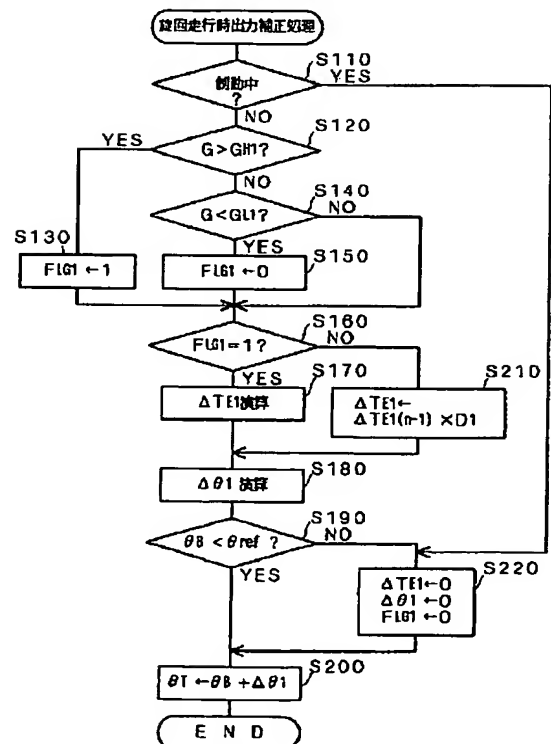 旋回走行時出力補正処理
S110
制動中
?
YES
NO
S120
YES
G>GH1?
NO
S140
G<GL1?
NO
S130
YES
S150
FLG1←1
FLG1←0
S160
FLG1=1?
NO
S170
YES
S210
ΔTE1演算
ΔTE1←
ΔTE1(n-1)×D1
S180
Δθ1 演算
S190
θB<θref ?
NO
YES
S220
ΔTE1←0
Δθ1←0
FLG1←0
S200
θT←θB+Δθ1
END